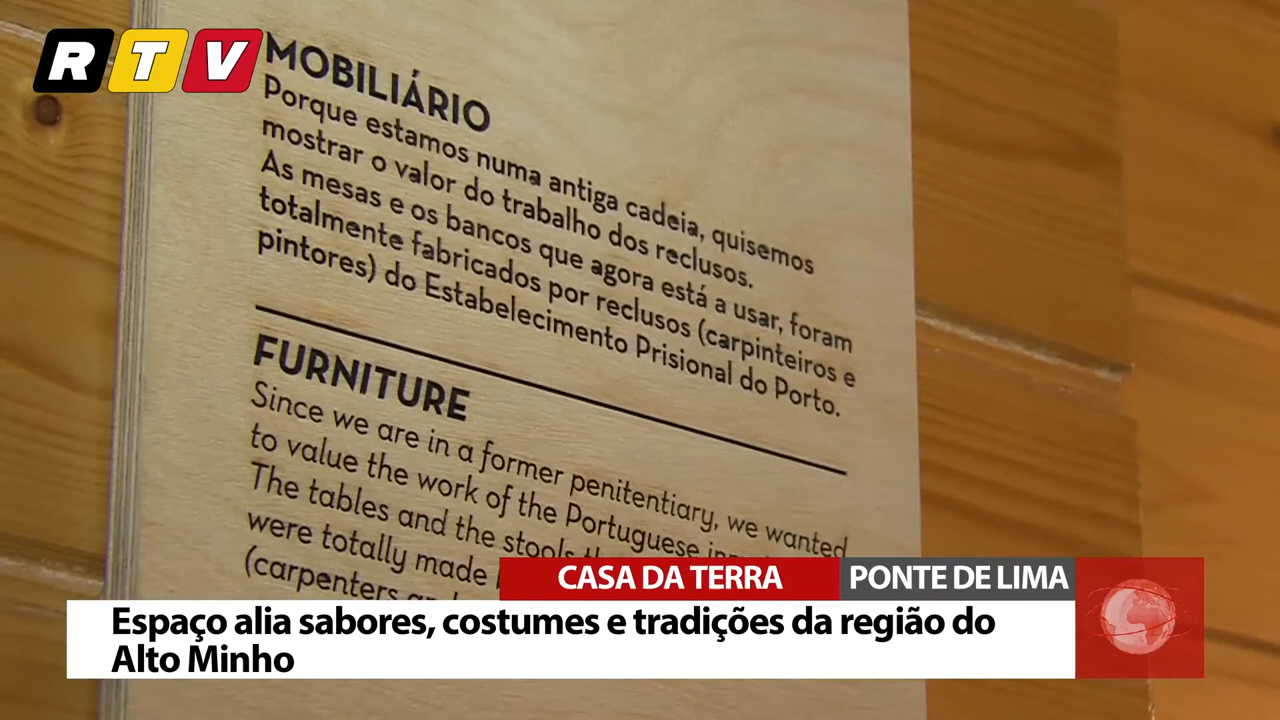 RTV
MOBILIÁRIO
Porque estamos numa antiga cadeia, quisemos
mostrar o valor do trabalho dos reclusos.
As mesas e os bancos que agora está a usar, foram
totalmente fabricados por reclusos (carpinteiros e
pintores) do Estabelecimento Prisional do Porto.
FURNITURE
Since we are in a former penitentiary, we wanted
to value the work of the Portuguese
The tables and the stools
were totally made
(carpenters
CASA DA TERRA
PONTE DE LIMA
Espaço alia sabores, costumes e tradições da região do
Alto Minho